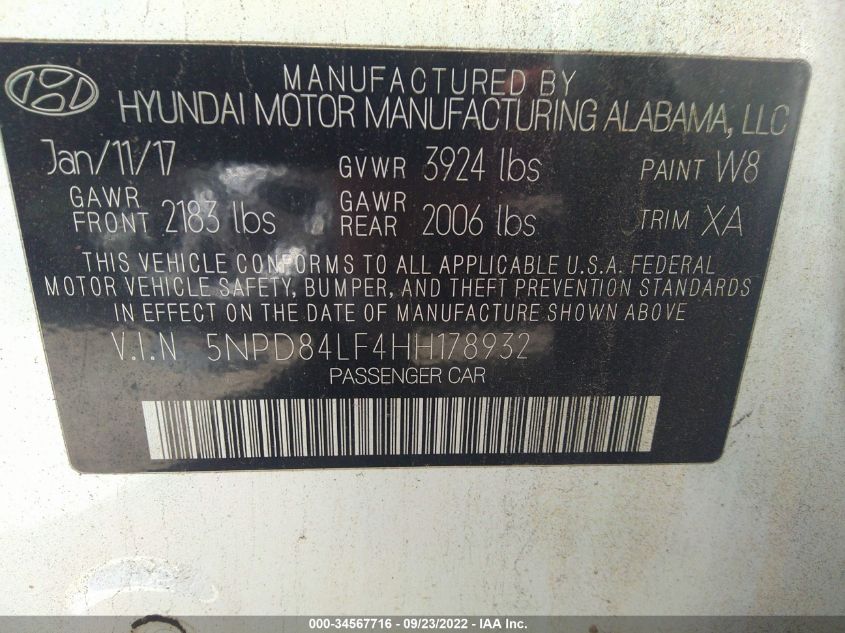 MANUFACTURED BY
HYUNDAI MOTOR MANUFACTURING ALABAMA, LLC
Jan/11/17 GVWR 3924 lbs PAINT W8
GAWR FRONT 2183 lbs GAWR REAR 2006 lbs TRIM XA
THIS VEHICLE CONFORMS TO ALL APPLICABLE U.S.A. FEDERAL
MOTOR VEHICLE SAFETY, BUMPER, AND THEFT PREVENTION STANDARDS
IN EFFECT ON THE DATE OF MANUFACTURE SHOWN ABOVE
V.I.N 5NPD84LF4HH178932
PASSENGER CAR
000-34567716 - 09/23/2022 - IAA Inc.